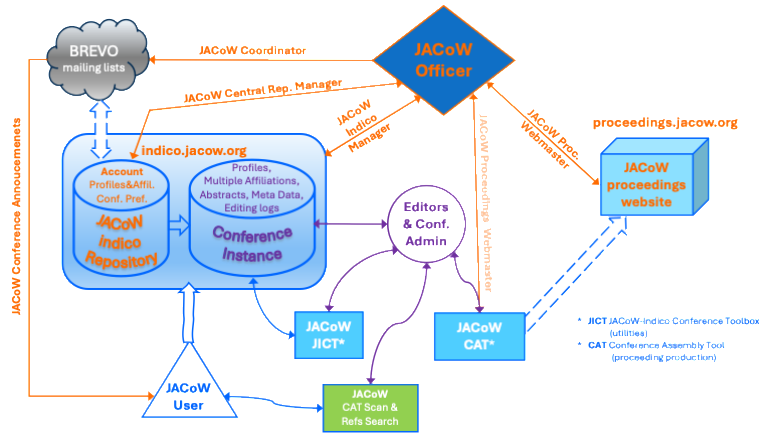 BREVO
mailing lists
JACoW Coordinator
JACoW
Officer
JACoW Central Rep. Manager
JACoW
Indico
Manager
JACoW Proc.
Webmaster
proceedings.jacow.org
JACoW
proceedings
website
indico.jacow.org
Account
Profiles&Affil.
Conf. Pref.
JACoW
Indico
Repository
Profiles,
Multiple Affiliations,
Abstracts, Meta Data,
Editing logs
Conference
Instance
Editors
& Conf.
Admin
JACoW Proceedings Webmaster
JACoW Conference Annoucemenets
JACoW
JICT*
JACoW
CAT*
* JICT JACoW-Indico Conference Toolbox
(utilities)
* CAT Conference Assembly Tool
(proceeding production)
JACoW
User
JACoW
CAT Scan &
Refs Search